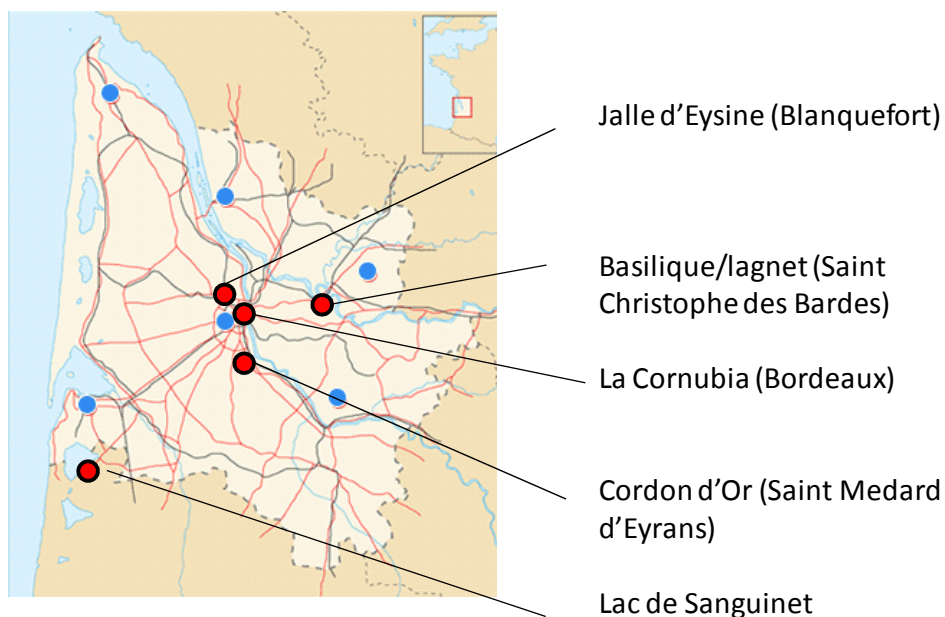 Jalle d'Eysine (Blanquefort)
Basilique/lagnet (Saint
Christophe des Bardes)
La Cornubia (Bordeaux)
Cordon d'Or (Saint Medard
d'Eyrans)
Lac de Sanguinet